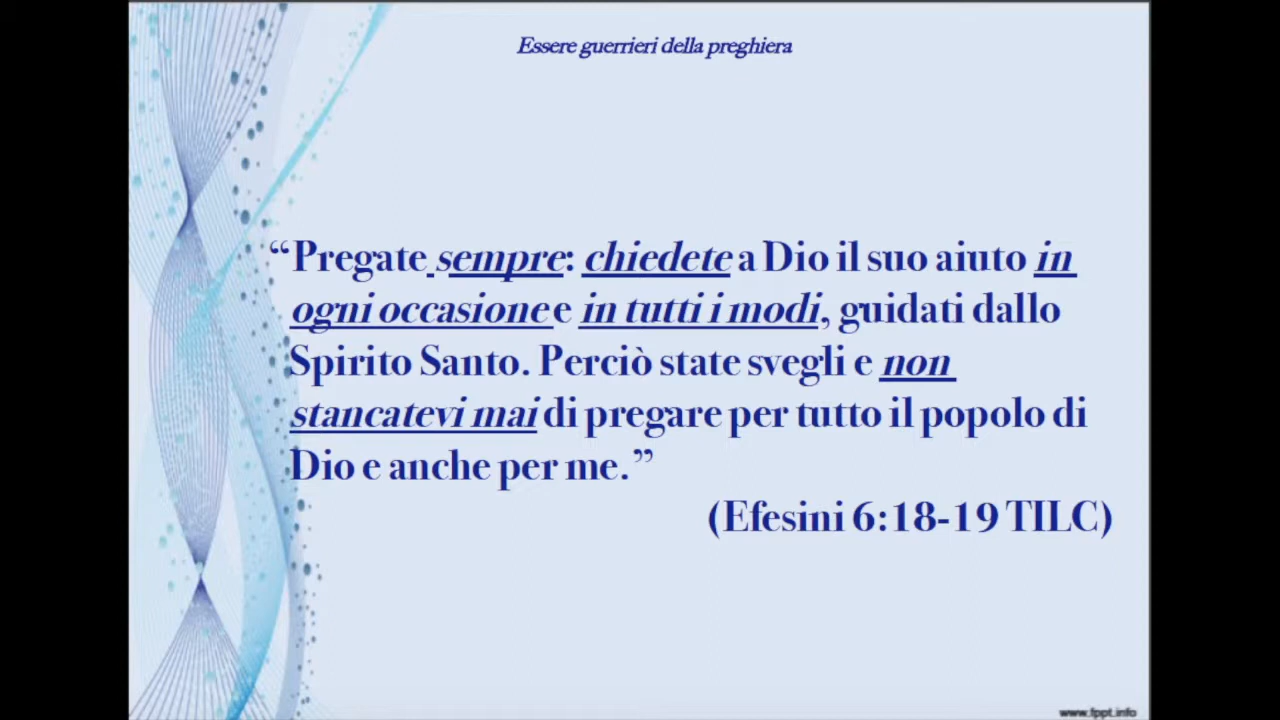 Essere guerrieri della preghiera
“Pregate sempre: chiedete a Dio il suo aiuto in
ogni occasione e in tutti i modi, guidati dallo
Spirito Santo. Perciò state svegli e non
stancatevi mai di pregare per tutto il popolo di
Dio e anche per me.”
(Efesini 6:18-19 TILC)
www.fppt.info